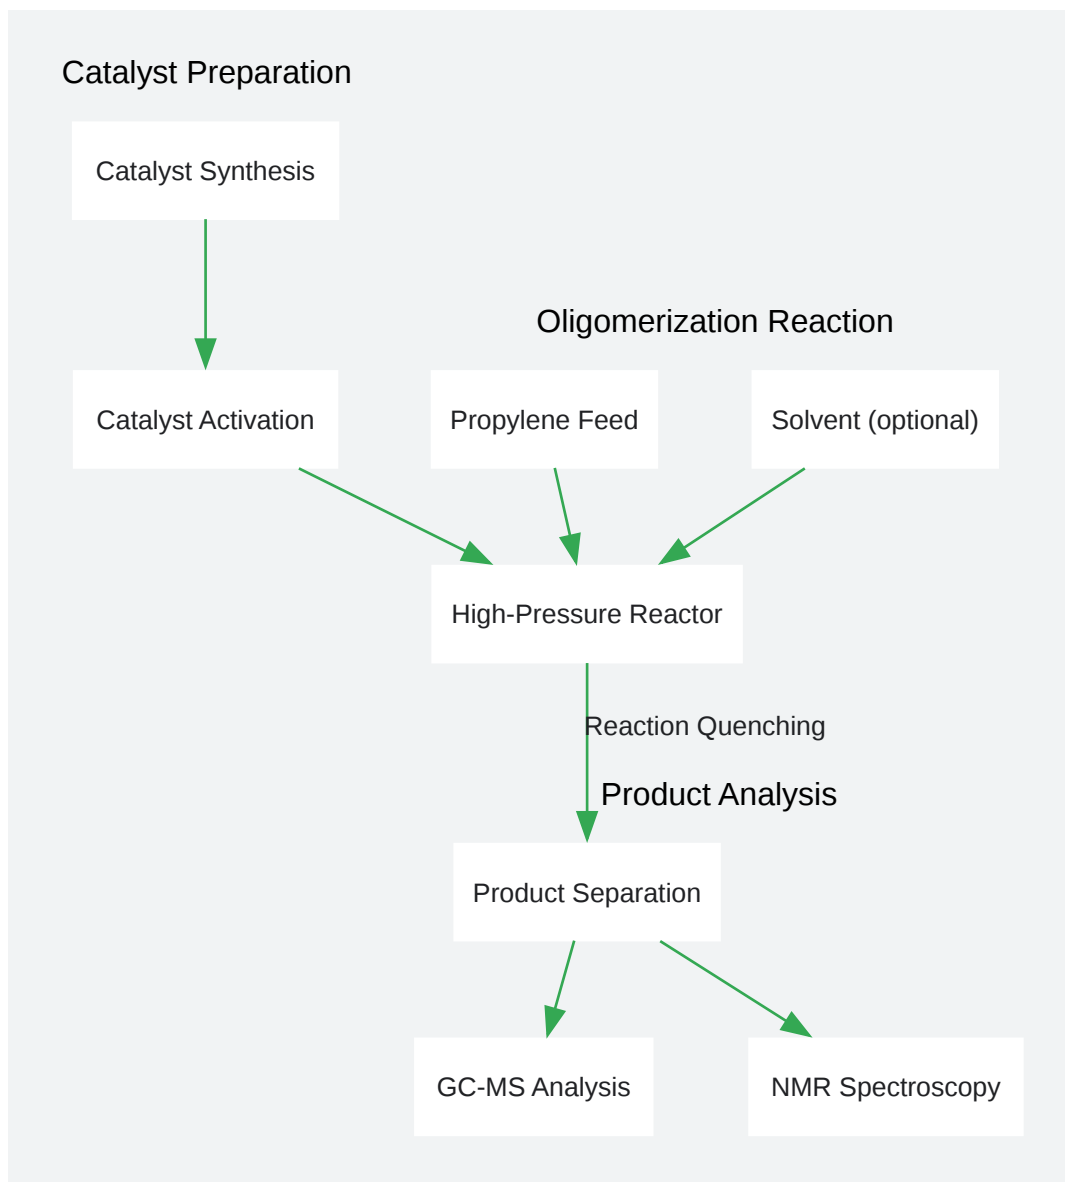 Catalyst Preparation
Catalyst Synthesis
Oligomerization Reaction
Catalyst Activation
Propylene Feed
Solvent (optional)
High-Pressure Reactor
Reaction Quenching
Product Analysis
Product Separation
GC-MS Analysis
NMR Spectroscopy